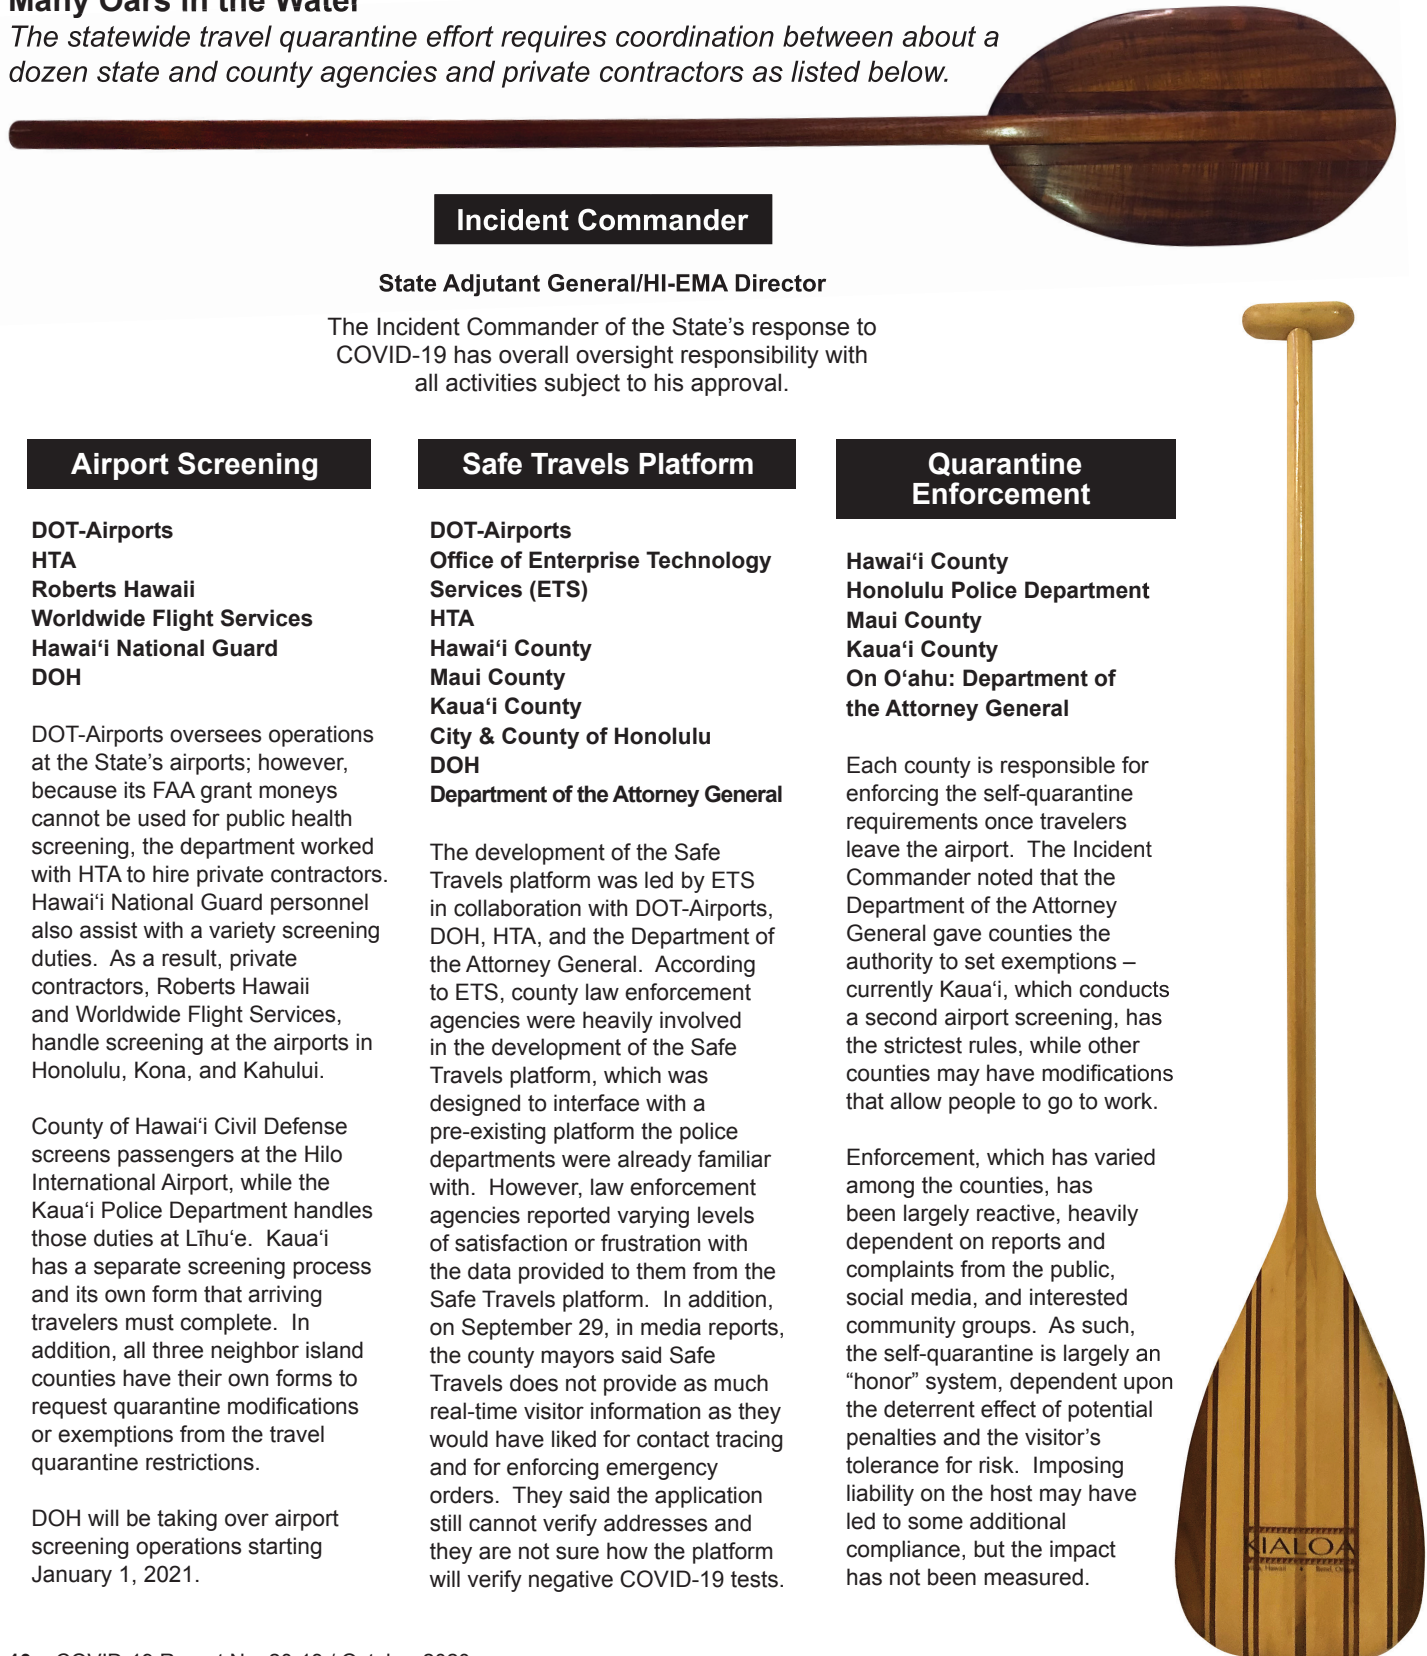 Many Oars in the Water
The statewide travel quarantine effort requires coordination between about a
dozen state and county agencies and private contractors as listed below.
Incident Commander
State Adjutant General/HI-EMA Director
The Incident Commander of the State's response to
COVID-19 has overall oversight responsibility with
all activities subject to his approval.
Airport Screening
DOT-Airports
HTA
Roberts Hawaii
Worldwide Flight Services
Hawaiʻi National Guard
DOH
DOT-Airports oversees operations
at the State's airports; however,
because its FAA grant moneys
cannot be used for public health
screening, the department worked
with HTA to hire private contractors.
Hawaiʻi National Guard personnel
also assist with a variety screening
duties.  As a result, private
contractors, Roberts Hawaii
and Worldwide Flight Services,
handle screening at the airports in
Honolulu, Kona, and Kahului.
County of Hawaiʻi Civil Defense
screens passengers at the Hilo
International Airport, while the
Kauaʻi Police Department handles
those duties at Līhuʻe.  Kauaʻi
has a separate screening process
and its own form that arriving
travelers must complete.  In
addition, all three neighbor island
counties have their own forms to
request quarantine modifications
or exemptions from the travel
quarantine restrictions.
DOH will be taking over airport
screening operations starting
January 1, 2021.
Safe Travels Platform
DOT-Airports
Office of Enterprise Technology
Services (ETS)
HTA
Hawaiʻi County
Maui County
Kauaʻi County
City & County of Honolulu
DOH
Department of the Attorney General
The development of the Safe
Travels platform was led by ETS
in collaboration with DOT-Airports,
DOH, HTA, and the Department of
the Attorney General.  According
to ETS, county law enforcement
agencies were heavily involved
in the development of the Safe
Travels platform, which was
designed to interface with a
pre-existing platform the police
departments were already familiar
with.  However, law enforcement
agencies reported varying levels
of satisfaction or frustration with
the data provided to them from the
Safe Travels platform.  In addition,
on September 29, in media reports,
the county mayors said Safe
Travels does not provide as much
real-time visitor information as they
would have liked for contact tracing
and for enforcing emergency
orders.  They said the application
still cannot verify addresses and
they are not sure how the platform
will verify negative COVID-19 tests.
Quarantine
Enforcement
Hawaiʻi County
Honolulu Police Department
Maui County
Kauaʻi County
On Oʻahu: Department of
the Attorney General
Each county is responsible for
enforcing the self-quarantine
requirements once travelers
leave the airport.  The Incident
Commander noted that the
Department of the Attorney
General gave counties the
authority to set exemptions –
currently Kauaʻi, which conducts
a second airport screening, has
the strictest rules, while other
counties may have modifications
that allow people to go to work.
Enforcement, which has varied
among the counties, has
been largely reactive, heavily
dependent on reports and
complaints from the public,
social media, and interested
community groups.  As such,
the self-quarantine is largely an
“honor” system, dependent upon
the deterrent effect of potential
penalties and the visitor's
tolerance for risk.  Imposing
liability on the host may have
led to some additional
compliance, but the impact
has not been measured.
KIALOA
Hawaii
COVID-19 Report No. 20-13 / October 2020